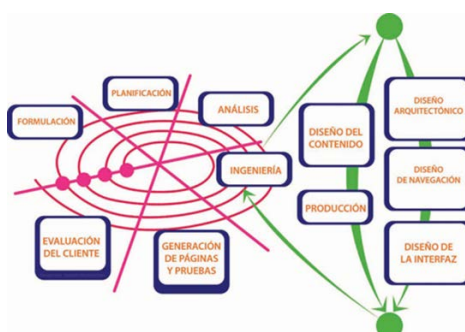 PLANIFICACIÓN
FORMULACIÓN
ANÁLISIS
INGENIERÍA
EVALUACIÓN
DEL CLIENTE
GENERACIÓN
DE PÁGINAS
Y PRUEBAS
DISEÑO DEL
CONTENIDO
PRODUCCIÓN
DISEÑO
ARQUITECTÓNICO
DISEÑO
DE NAVEGACIÓN
DISEÑO DE
LA INTERFAZ